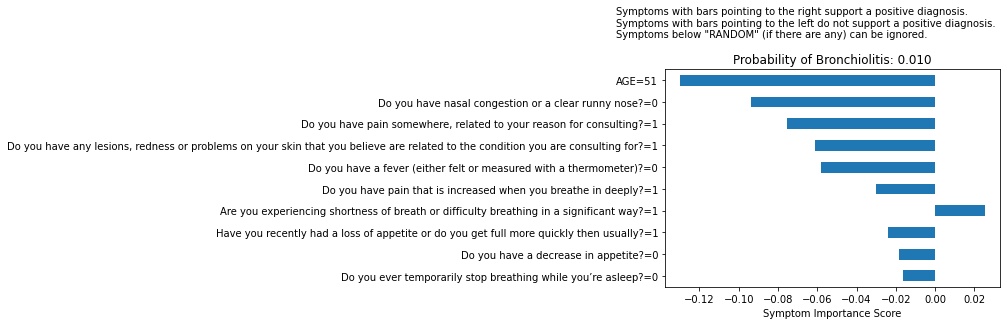 Symptoms with bars pointing to the right support a positive diagnosis.
Symptoms with bars pointing to the left do not support a positive diagnosis.
Symptoms below "RANDOM" (if there are any) can be ignored.
Probability of Bronchiolitis: 0.010
AGE=51
Do you have nasal congestion or a clear runny nose?=0
Do you have pain somewhere, related to your reason for consulting?=1
Do you have any lesions, redness or problems on your skin that you believe are related to the condition you are consulting for?=1
Do you have a fever (either felt or measured with a thermometer)?=0
Do you have pain that is increased when you breathe in deeply?=1
Are you experiencing shortness of breath or difficulty breathing in a significant way?=1
Have you recently had a loss of appetite or do you get full more quickly then usually?=1
Do you have a decrease in appetite?=0
Do you ever temporarily stop breathing while you’re asleep?=0
−0.12 −0.10 −0.08 −0.06 −0.04 −0.02 0.00 0.02
Symptom Importance Score